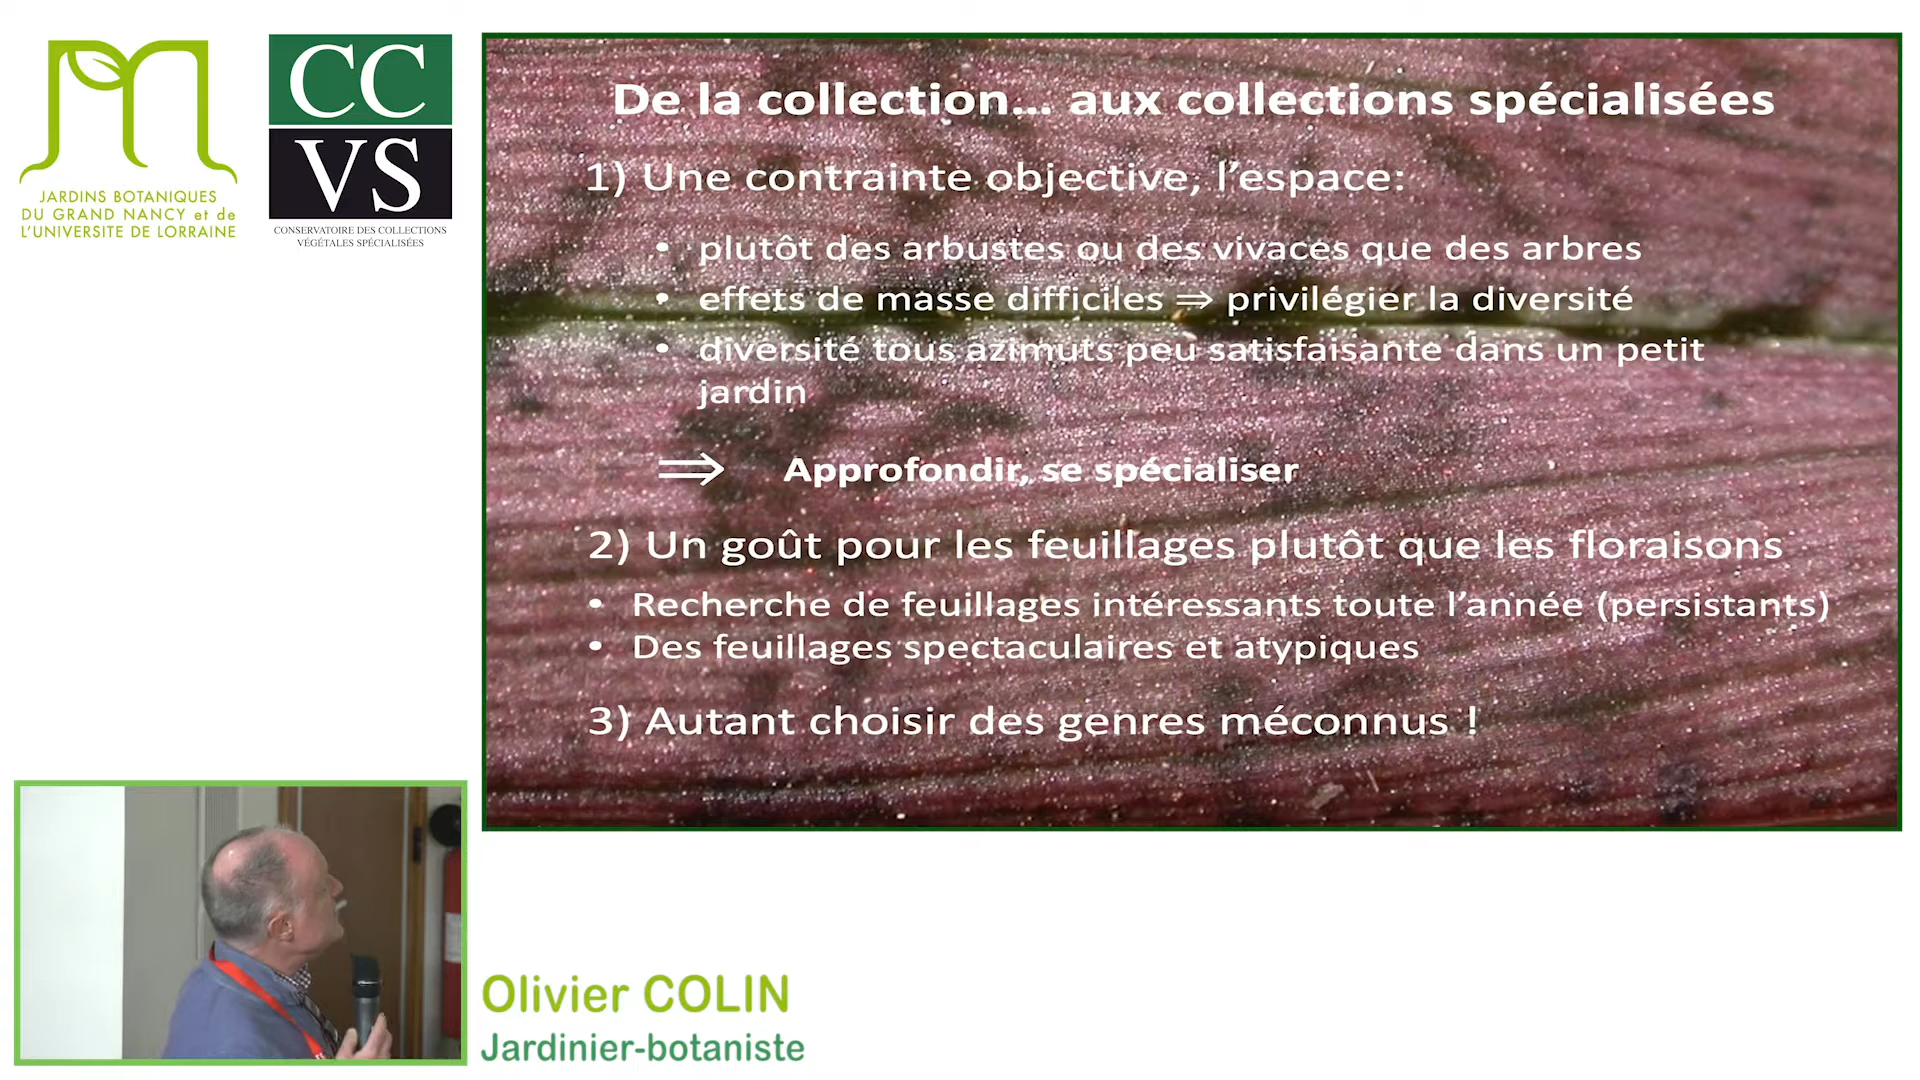 JARDINS BOTANIQUES
DU GRAND NANCY et de
L'UNIVERSITE DE LORRAINE
CC
VS
CONSERVATOIRE DES COLLECTIONS
VÉGÉTALES SPÉCIALISÉES
De la collection... aux collections spécialisées
1) Une contrainte objective, l'espace:
• plutôt des arbustes ou des vivaces que des arbres
• effets de masse difficiles ⇒ privilégier la diversité
• diversité tous azimuts peu satisfaisante dans un petit
jardin
⇒ Approfondir, se spécialiser
2) Un goût pour les feuillages plutôt que les floraisons
• Recherche de feuillages intéressants toute l'année (persistants)
• Des feuillages spectaculaires et atypiques
3) Autant choisir des genres méconnus !
Olivier COLIN
Jardinier-botaniste